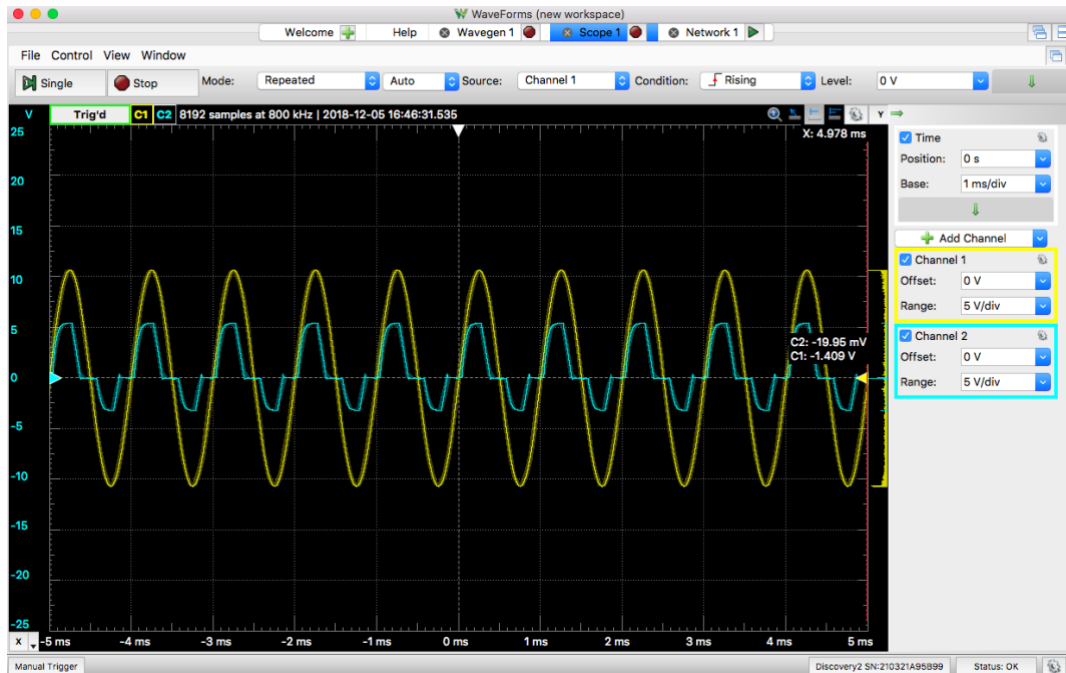 WaveForms (new workspace)
Welcome Help Wavegen 1 Scope 1 Network 1
File Control View Window
Single Stop Mode: Repeated Auto Source: Channel 1 Condition: Rising Level: 0 V
V Trig'd C1 C2 8192 samples at 800 kHz | 2018-12-05 16:46:31.535 Y
X: 4.978 ms
25
20
15
10
5
0
-5
-10
-15
-20
-25
C2: -19.95 mV
C1: -1.409 V
X -5 ms -4 ms -3 ms -2 ms -1 ms 0 ms 1 ms 2 ms 3 ms 4 ms 5 ms
Time
Position: 0 s
Base: 1 ms/div
Add Channel
Channel 1
Offset: 0 V
Range: 5 V/div
Channel 2
Offset: 0 V
Range: 5 V/div
Manual Trigger Discovery2 SN:210321A95B99 Status: OK